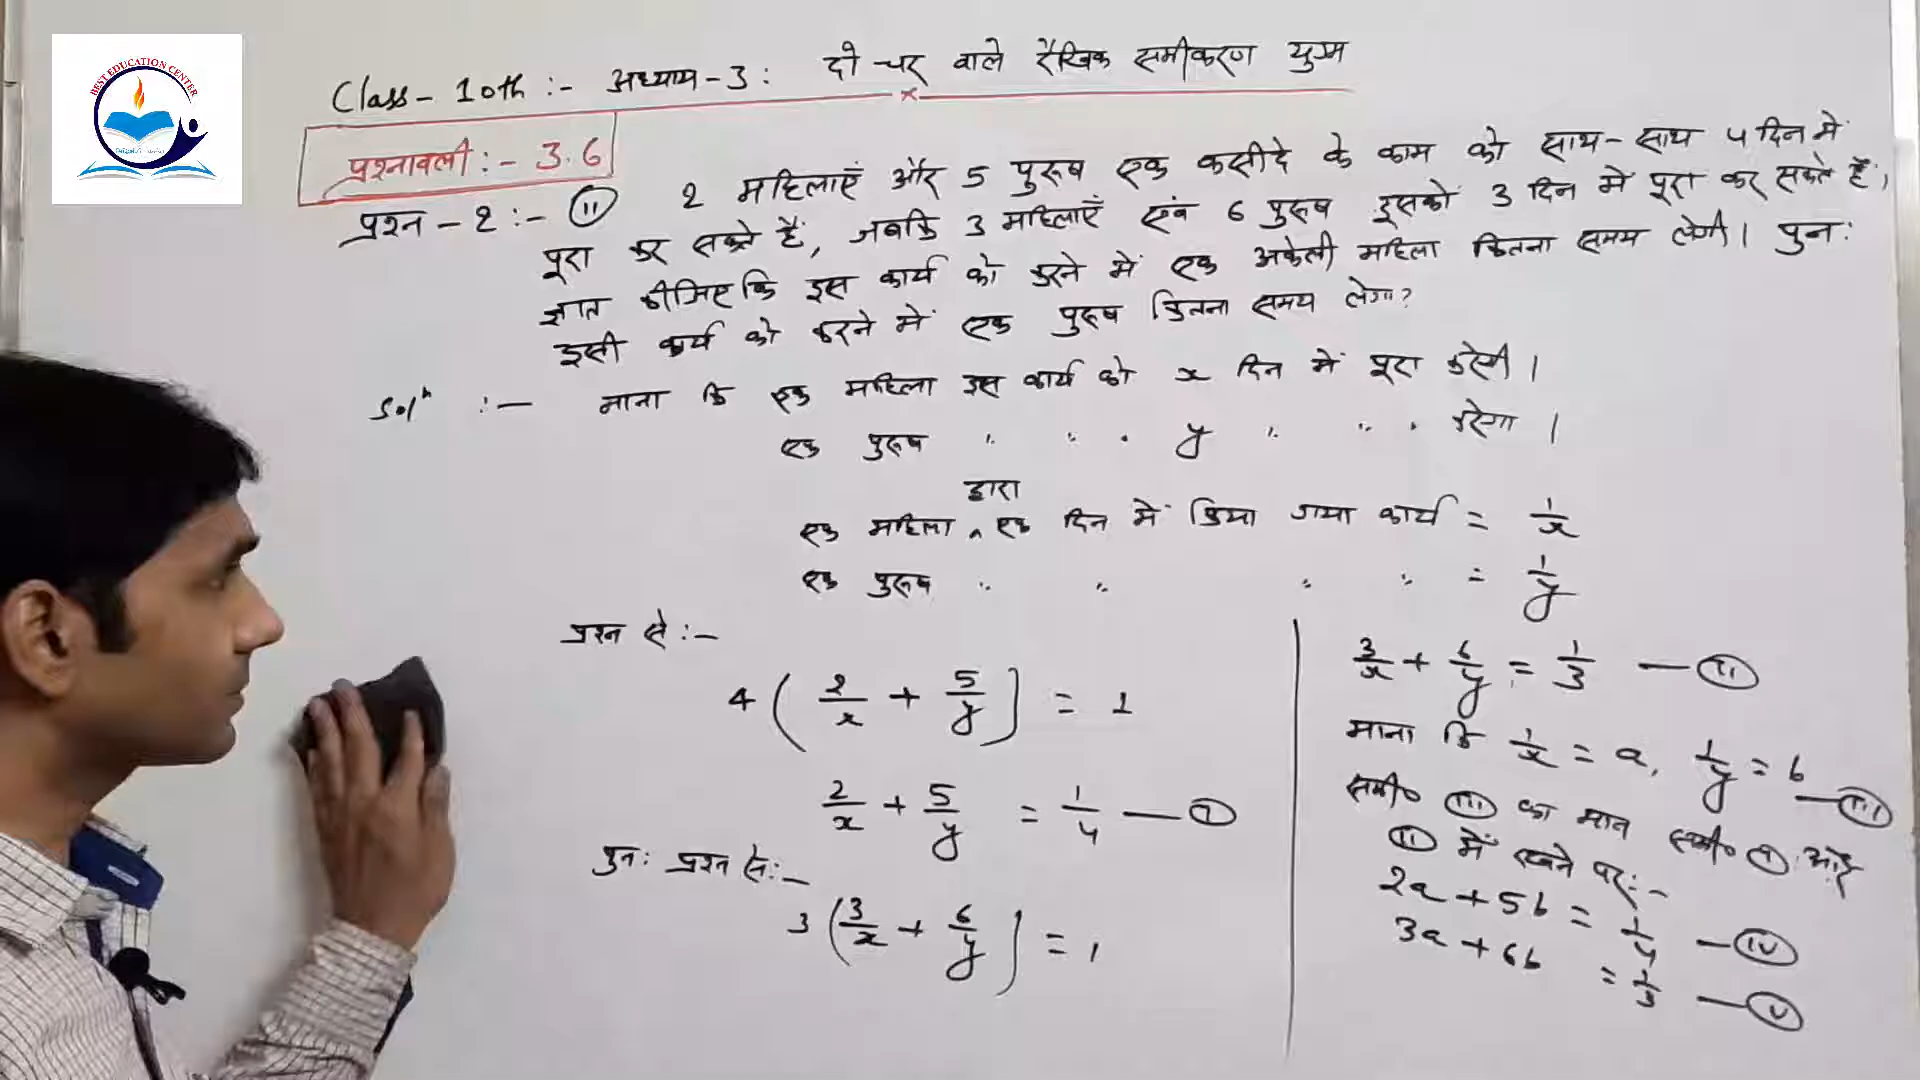 BEST EDUCATION CENTER
Class - 10th :- अध्याय - 3 : दो चर वाले रैखिक समीकरण युग्म
प्रश्नावली :- 3.6
प्रश्न - 2 :- (ii) 2 महिलाएं और 5 पुरूष एक कसीदे के काम को साथ-साथ 4 दिन में
पूरा कर सकते हैं, जबकि 3 महिलाएँ एवं 6 पुरूष इसको 3 दिन में पूरा कर सकते हैं,
ज्ञात कीजिए कि इस कार्य को करने में एक अकेली महिला कितना समय लेगी। पुनः
इसी कार्य को करने में एक पुरूष कितना समय लेगा?
Solⁿ :- माना कि एक महिला इस कार्य को x दिन में पूरा करेगी।
एक पुरूष " " " y " " " करेगा।
एक महिला द्वारा एक दिन में किया गया कार्य = 1/x
एक पुरूष " " " " = 1/y
प्रश्न से :-
4 ( 2/x + 5/y ) = 1
2/x + 5/y = 1/4 — (I)
पुनः प्रश्न से :-
3 ( 3/x + 6/y ) = 1
3/x + 6/y = 1/3 — (II)
माना कि 1/x = a, 1/y = b — (III)
समी० (III) का मान समी० (I) और
(II) में रखने पर :-
2a + 5b = 1/4 — (IV)
3a + 6b = 1/3 — (V)